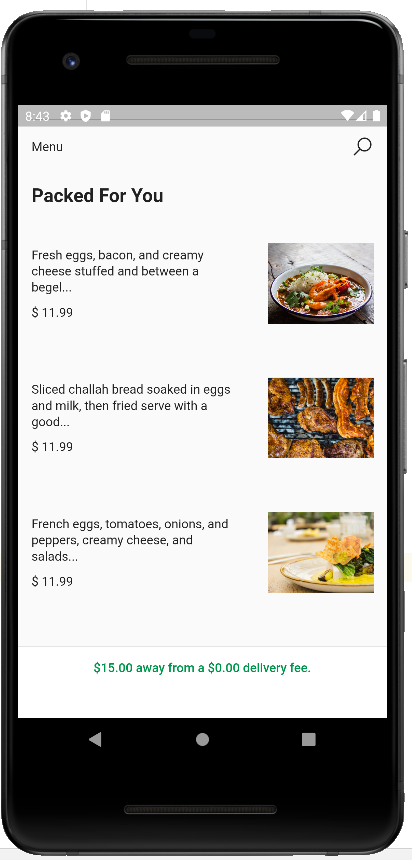 8:43
Menu
Packed For You
Fresh eggs, bacon, and creamy
cheese stuffed and between a
begel...
$ 11.99
Sliced challah bread soaked in eggs
and milk, then fried serve with a
good...
$ 11.99
French eggs, tomatoes, onions, and
peppers, creamy cheese, and
salads...
$ 11.99
$15.00 away from a $0.00 delivery fee.